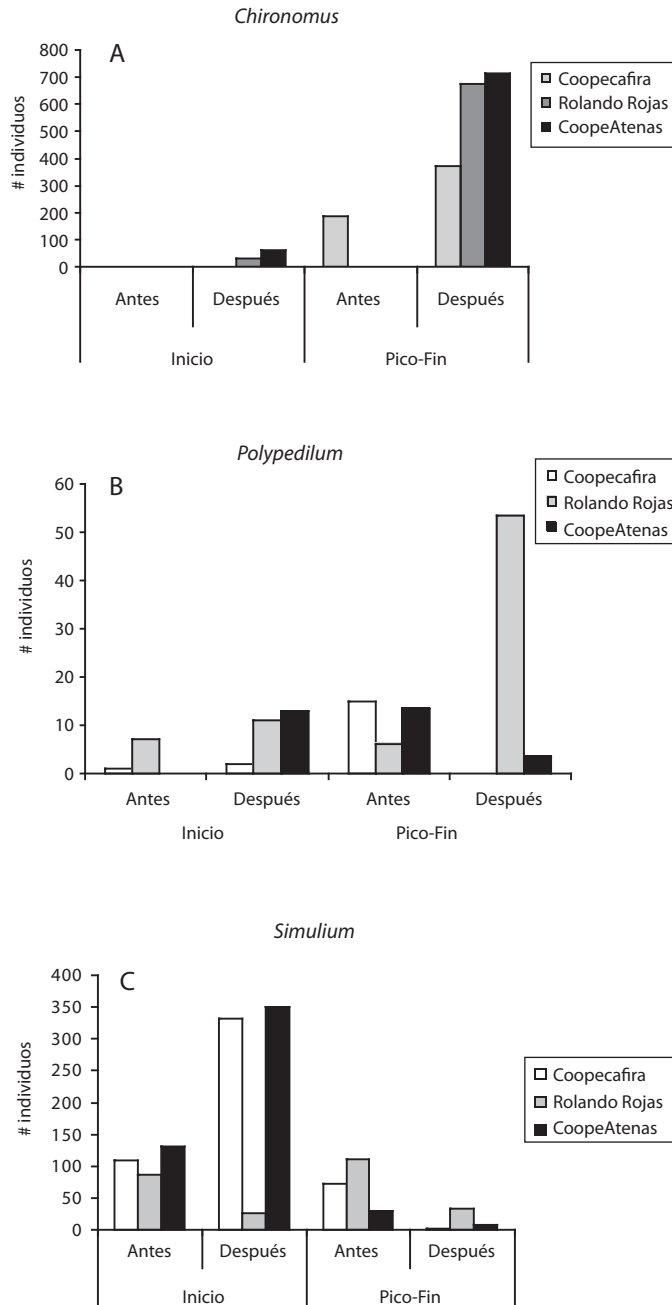 Chironomus
A
800
700
600
500
400
300
200
100
0
# individuos
Coopecafira
Rolando Rojas
CoopeAtenas
Antes Después Antes Después
Inicio Pico-Fin
Polypedilum
B
60
50
40
30
20
10
0
# individuos
Coopecafira
Rolando Rojas
CoopeAtenas
Antes Después Antes Después
Inicio Pico-Fin
Simulium
C
400
350
300
250
200
150
100
50
0
# individuos
Coopecafira
Rolando Rojas
CoopeAtenas
Antes Después Antes Después
Inicio Pico-Fin